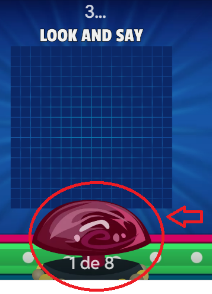 3...
LOOK AND SAY
1 de 8